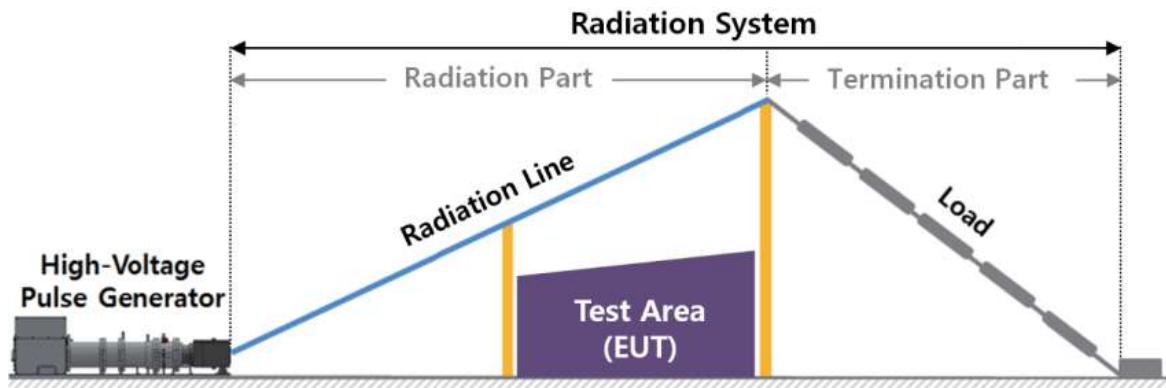 Radiation System
Radiation Part
Termination Part
Radiation Line
Load
High-Voltage
Pulse Generator
Test Area
(EUT)